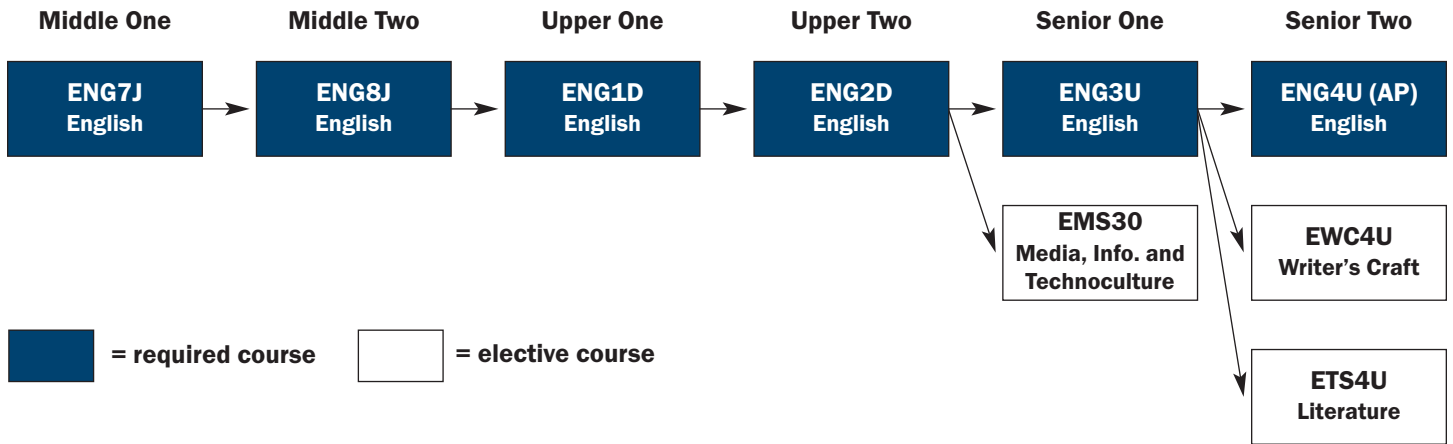 Middle One
Middle Two
Upper One
Upper Two
Senior One
Senior Two
ENG7J
English
ENG8J
English
ENG1D
English
ENG2D
English
ENG3U
English
ENG4U (AP)
English
EMS30
Media, Info. and
Technoculture
EWC4U
Writer’s Craft
= required course
= elective course
ETS4U
Literature